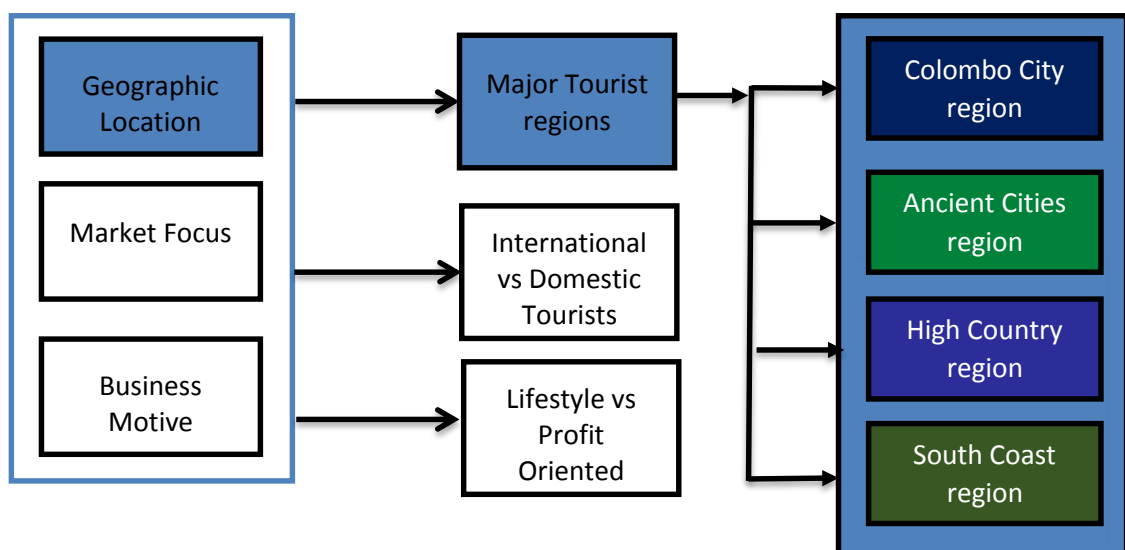 Geographic
Location
Market Focus
Business
Motive
Major Tourist
regions
International
vs Domestic
Tourists
Lifestyle vs
Profit
Oriented
Colombo City
region
Ancient Cities
region
High Country
region
South Coast
region